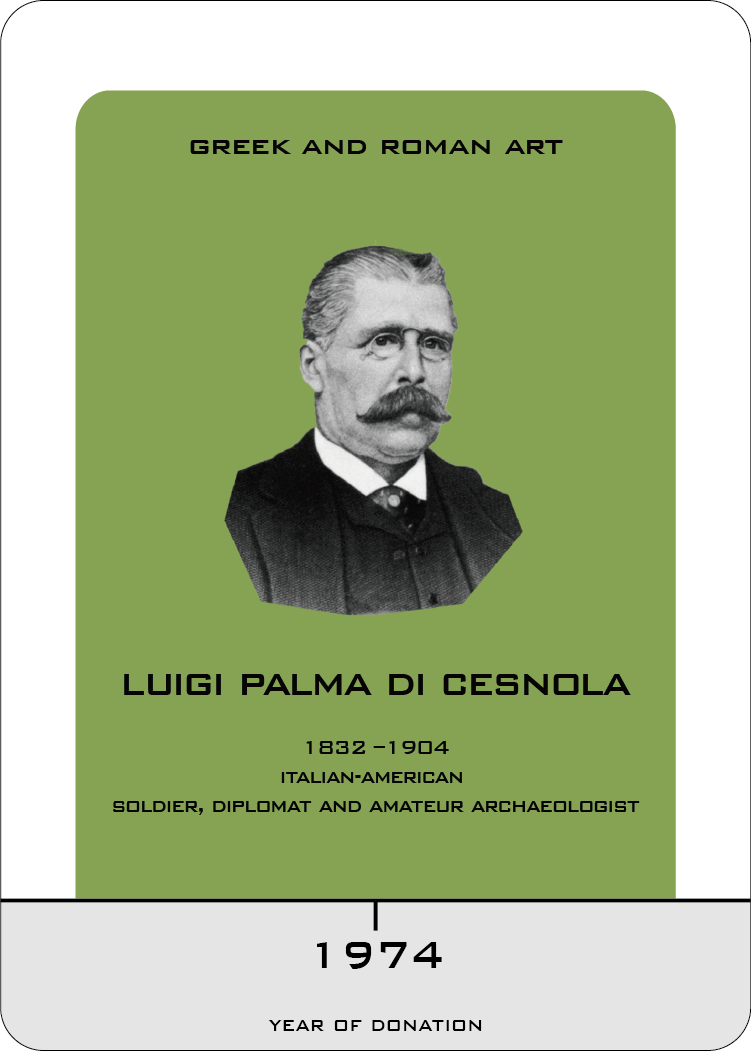 GREEK AND ROMAN ART
LUIGI PALMA DI CESNOLA
1832 –1904
ITALIAN-AMERICAN
SOLDIER, DIPLOMAT AND AMATEUR ARCHAEOLOGIST
1974
YEAR OF DONATION